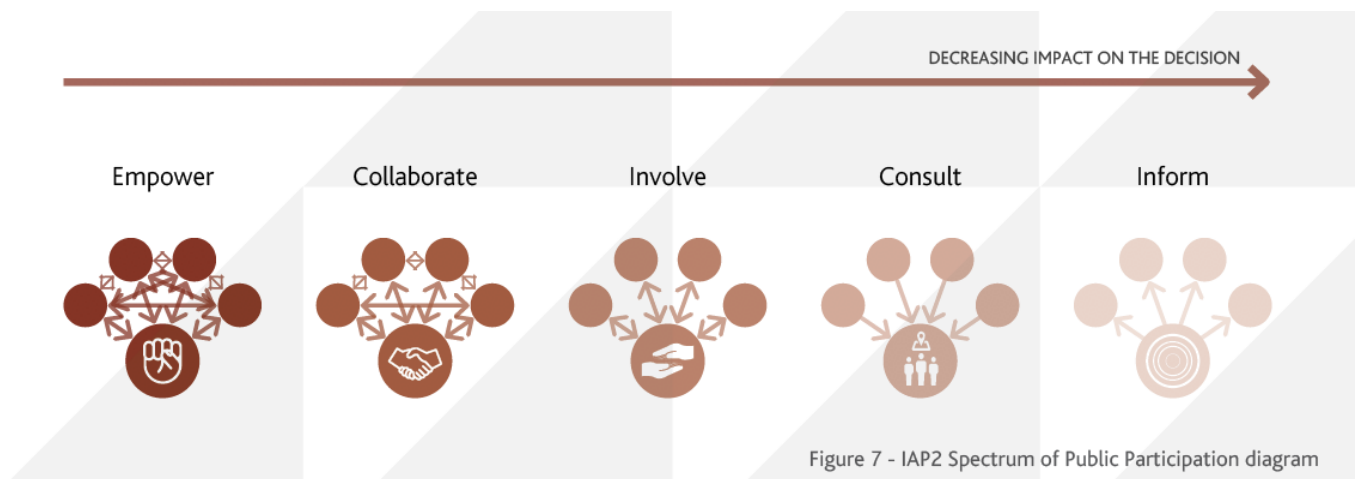 DECREASING IMPACT ON THE DECISION
Empower Collaborate Involve Consult Inform
Figure 7 - IAP2 Spectrum of Public Participation diagram